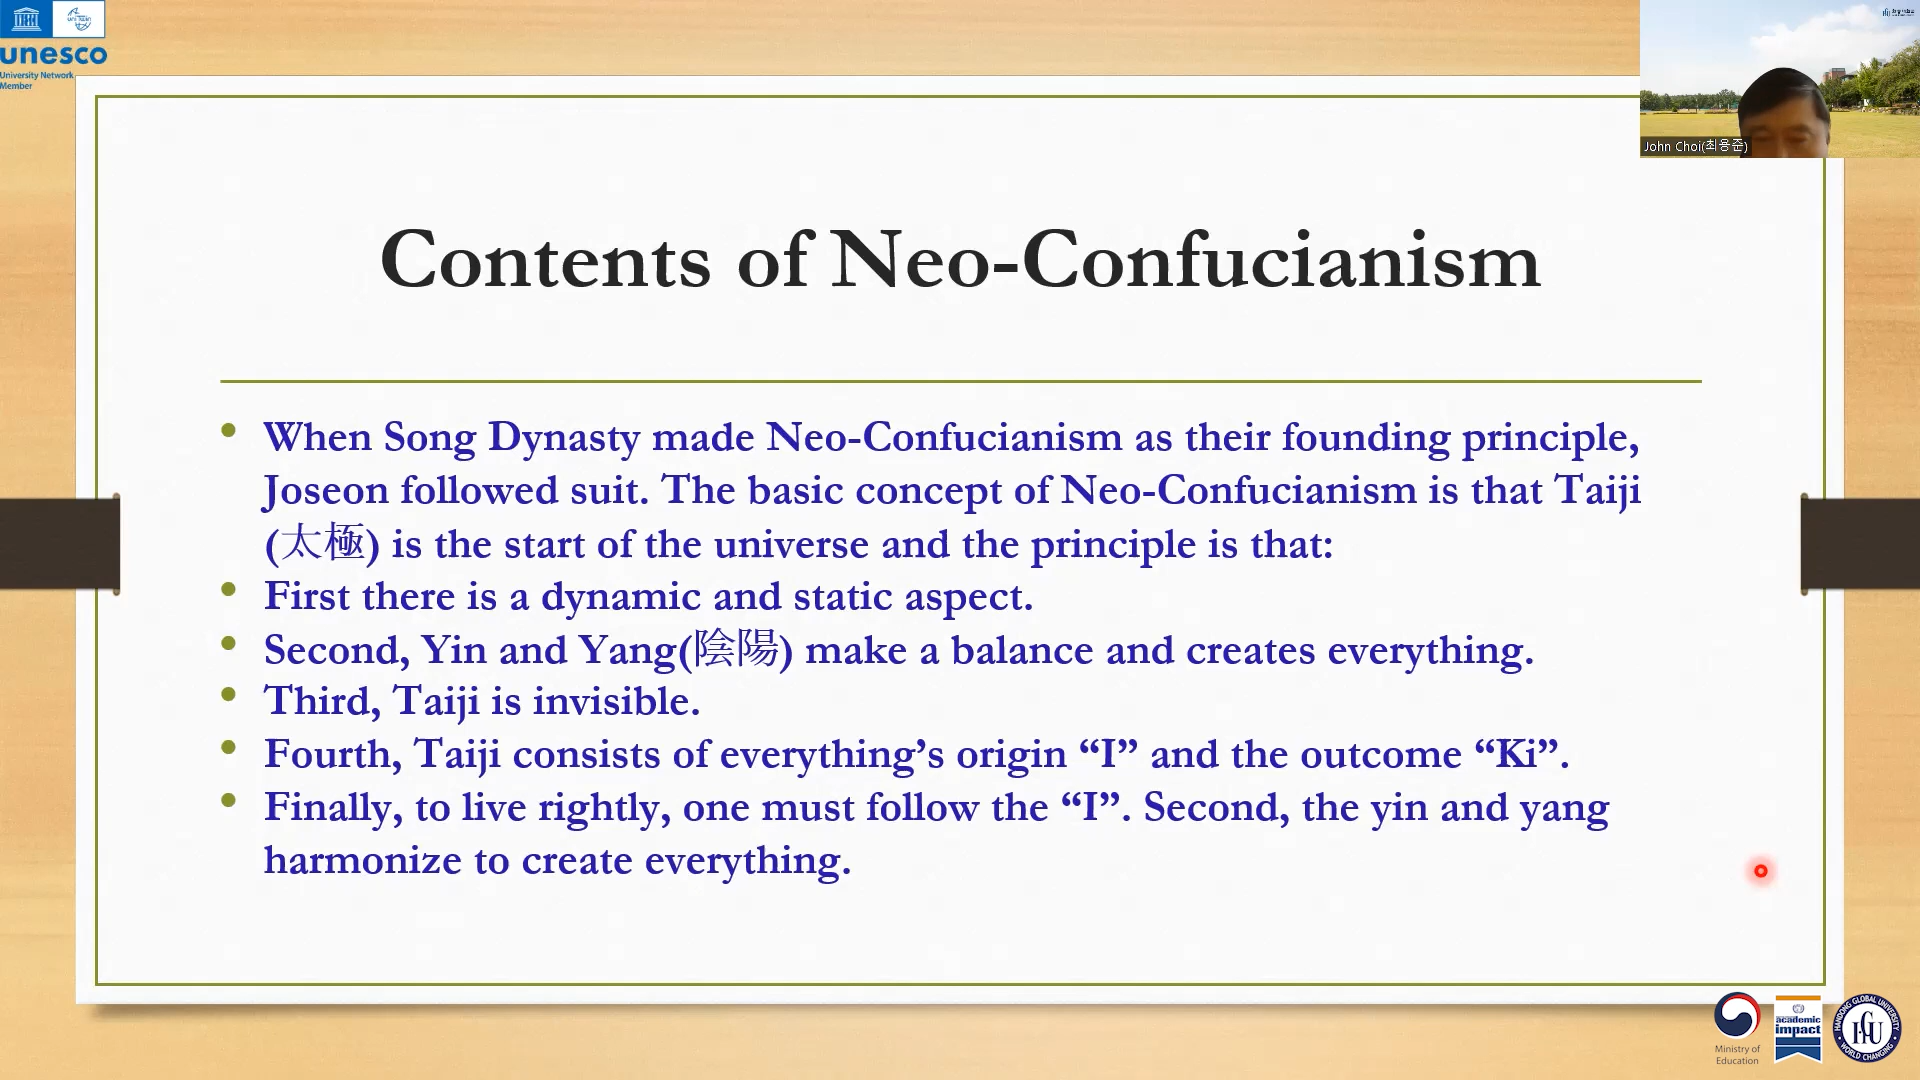 unesco
University Network
Member
John Choi(최용준)
Contents of Neo-Confucianism
• When Song Dynasty made Neo-Confucianism as their founding principle,
Joseon followed suit. The basic concept of Neo-Confucianism is that Taiji
(太極) is the start of the universe and the principle is that:
• First there is a dynamic and static aspect.
• Second, Yin and Yang(陰陽) make a balance and creates everything.
• Third, Taiji is invisible.
• Fourth, Taiji consists of everything’s origin “I” and the outcome “Ki”.
• Finally, to live rightly, one must follow the “I”. Second, the yin and yang
harmonize to create everything.
Ministry of
Education
academic
impact
HANDONG GLOBAL UNIVERSITY
HGU
WORLD CHANGING